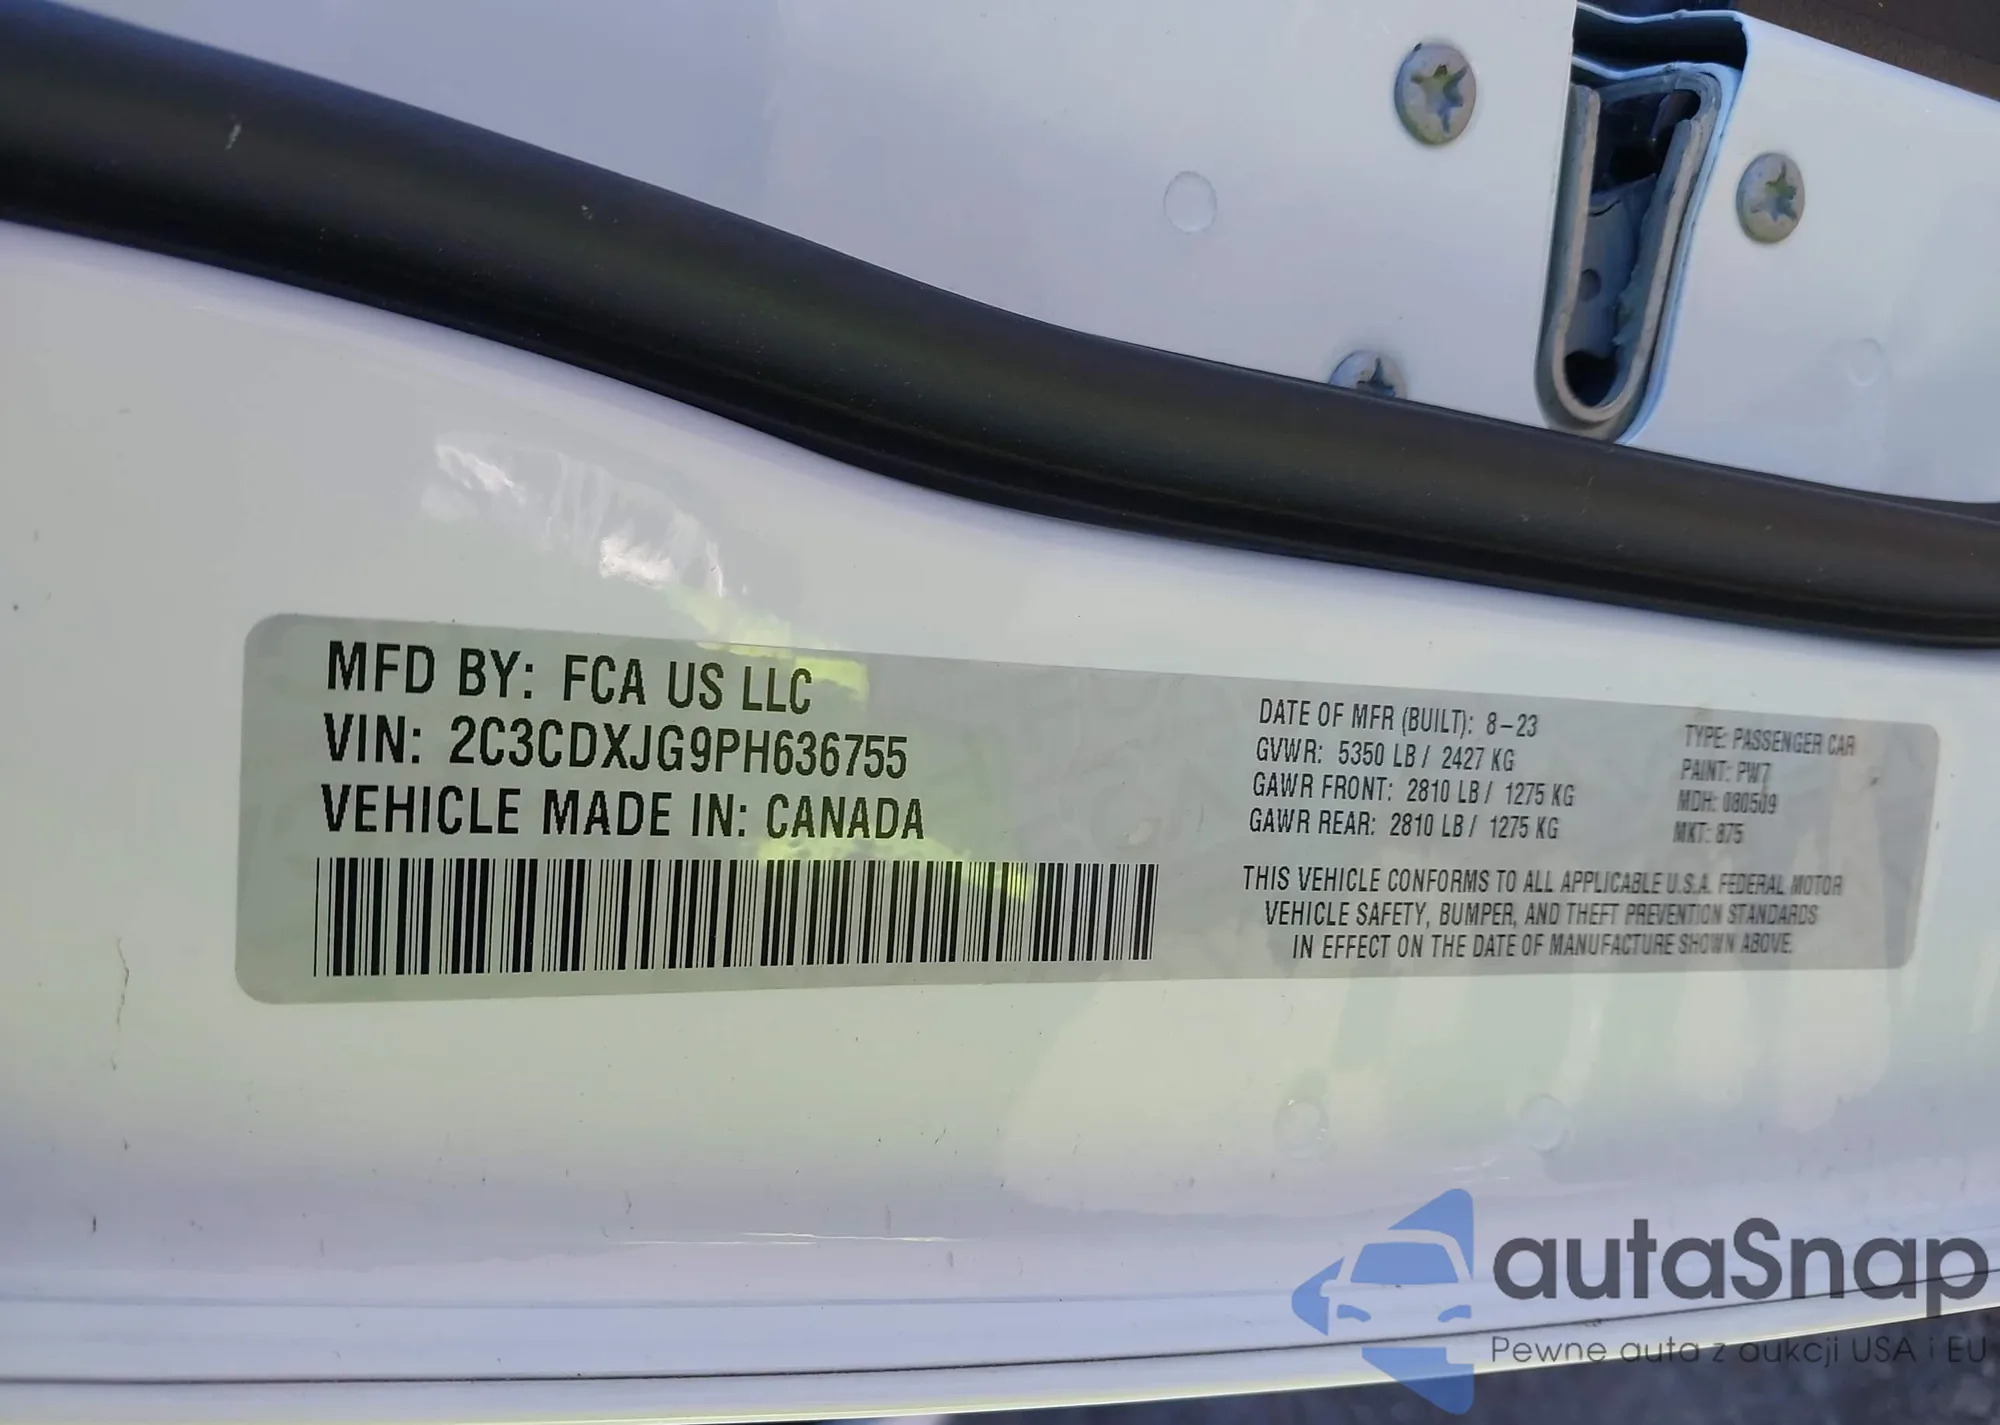 MFD BY: FCA US LLC
VIN: 2C3CDXJG9PH636755
VEHICLE MADE IN: CANADA
DATE OF MFR (BUILT): 8-23
GVWR: 5350 LB / 2427 KG
GAWR FRONT: 2810 LB / 1275 KG
GAWR REAR: 2810 LB / 1275 KG
TYPE: PASSENGER CAR
PAINT: PW7
MDH: 080509
MKT: 875
THIS VEHICLE CONFORMS TO ALL APPLICABLE U.S.A. FEDERAL MOTOR
VEHICLE SAFETY, BUMPER, AND THEFT PREVENTION STANDARDS
IN EFFECT ON THE DATE OF MANUFACTURE SHOWN ABOVE.
autaSnap
Pewne auta z aukcji USA i EU